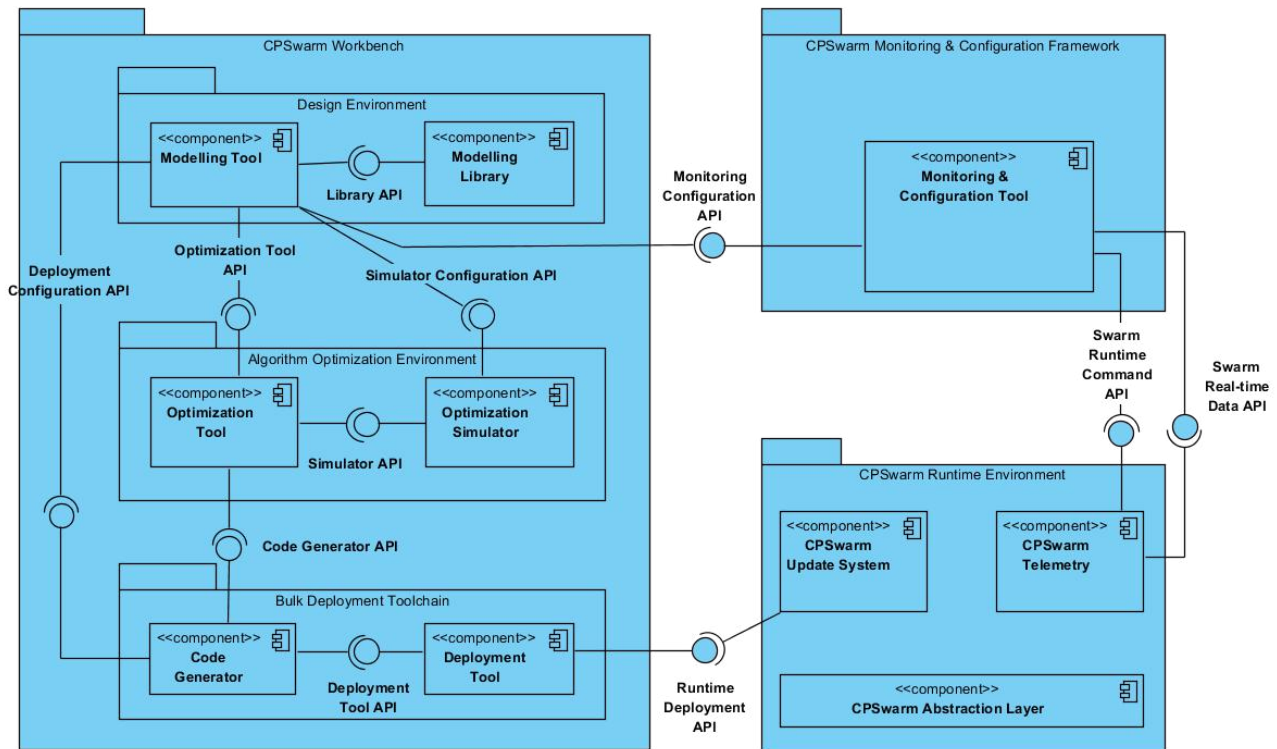 CPSwarm Workbench
Design Environment
<<component>>
Modelling Tool
Library API
<<component>>
Modelling
Library
Deployment
Configuration API
Optimization Tool
API
Simulator Configuration API
Algorithm Optimization Environment
<<component>>
Optimization
Tool
Simulator API
<<component>>
Optimization
Simulator
Code Generator API
Bulk Deployment Toolchain
<<component>>
Code
Generator
Deployment
Tool API
<<component>>
Deployment
Tool
Monitoring
Configuration
API
Runtime
Deployment
API
CPSwarm Monitoring & Configuration Framework
<<component>>
Monitoring &
Configuration Tool
Swarm
Runtime
Command
API
Swarm
Real-time
Data API
CPSwarm Runtime Environment
<<component>>
CPSwarm
Update System
<<component>>
CPSwarm
Telemetry
<<component>>
CPSwarm Abstraction Layer